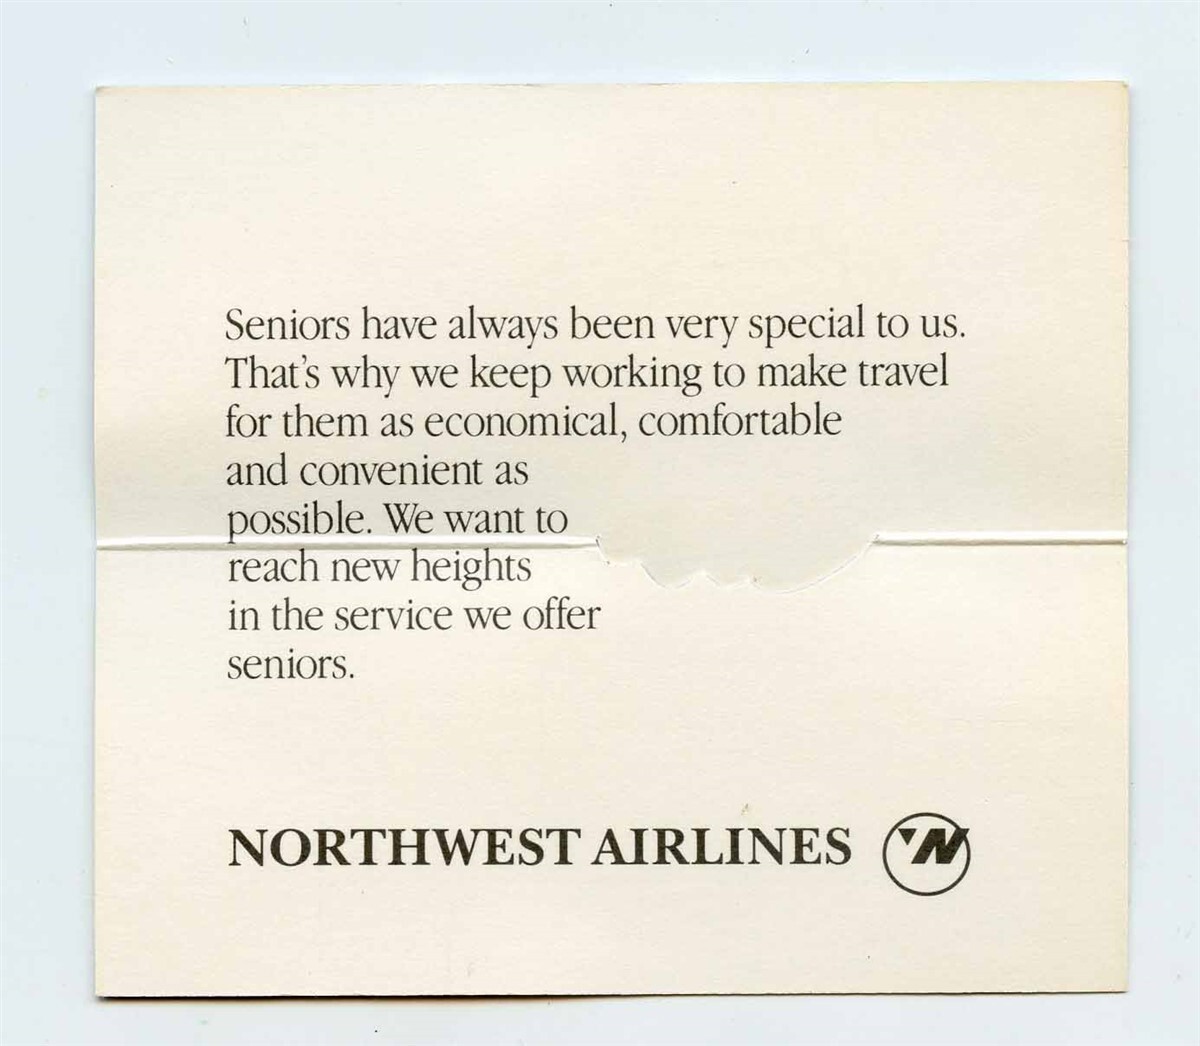 Seniors have always been very special to us.
That's why we keep working to make travel
for them as economical, comfortable
and convenient as
possible. We want to
reach new heights
in the service we offer
seniors.
NORTHWEST AIRLINES